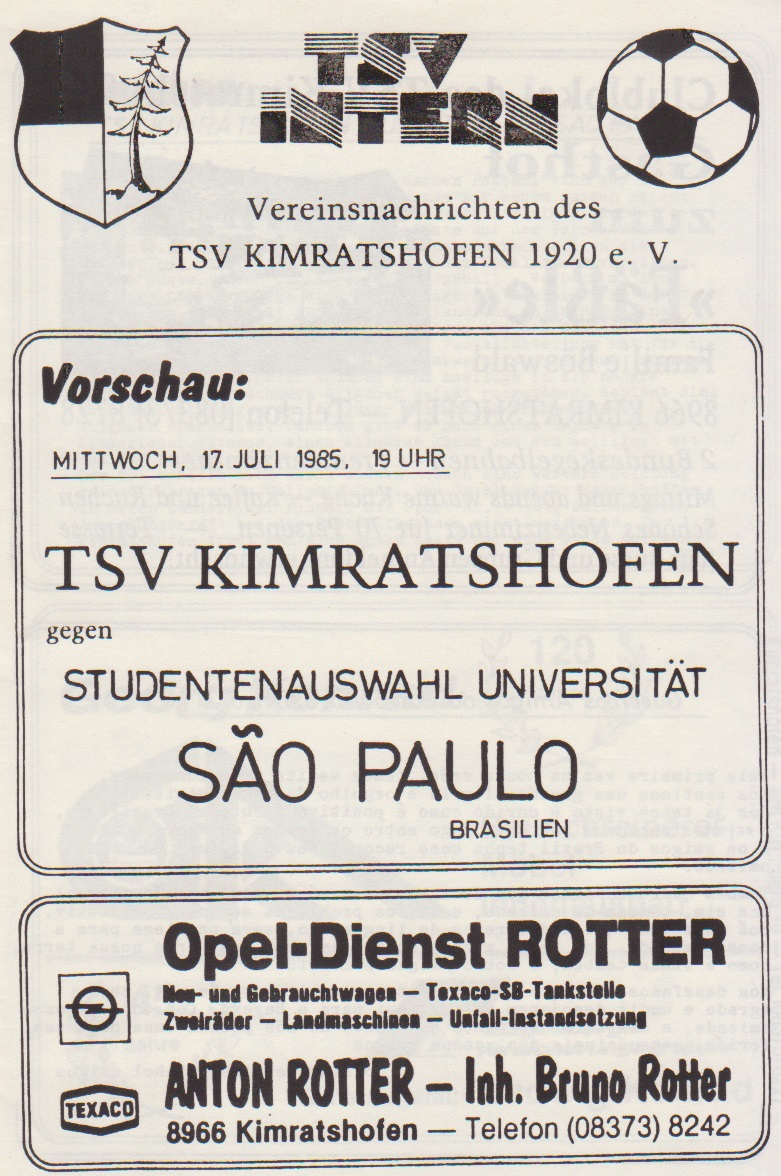 TSV
INTERN
Vereinsnachrichten des
TSV KIMRATSHOFEN 1920 e. V.
Vorschau:
MITTWOCH, 17. JULI 1985, 19 UHR
TSV KIMRATSHOFEN
gegen
STUDENTENAUSWAHL UNIVERSITÄT
SÃO PAULO
BRASILIEN
Opel-Dienst ROTTER
Neu- und Gebrauchtwagen — Texaco-SB-Tankstelle
Zweiräder — Landmaschinen — Unfall-Instandsetzung
TEXACO
ANTON ROTTER — Inh. Bruno Rotter
8966 Kimratshofen — Telefon (08373) 8242